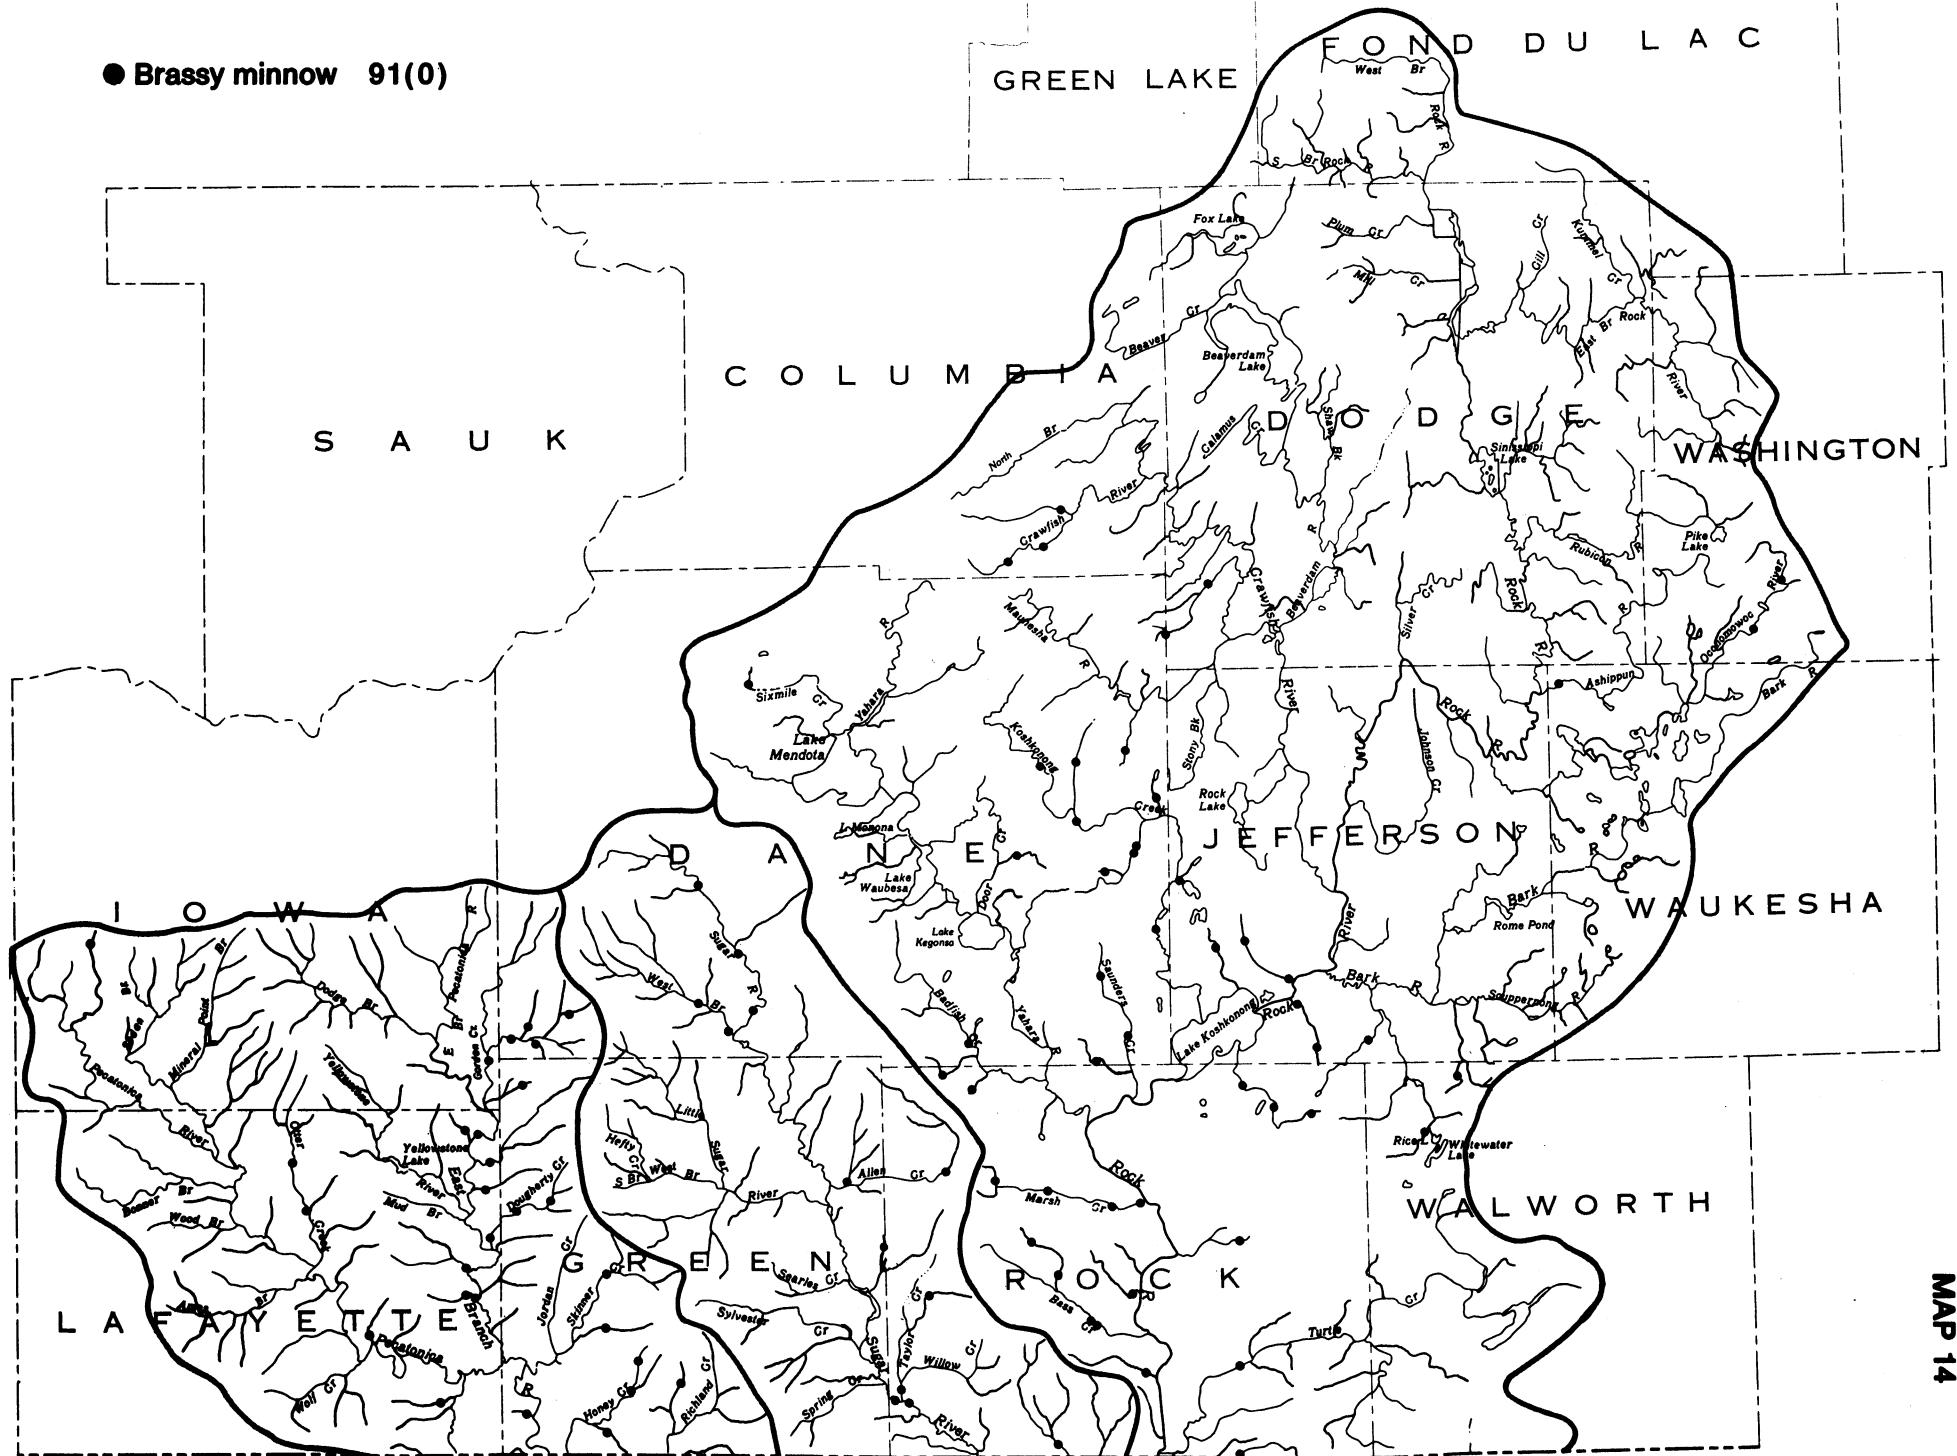 ● Brassy minnow 91(0)
FOND DU LAC
GREEN LAKE
West Br
Rock R
S Br Rock R
Fox Lake
Plum Cr
Mill Cr
Gill Cr
Kummel Cr
East Br Rock
River
Beaver Cr
Beaverdam
Lake
COLUMBIA
SAUK
DODGE
Calamus Cr
Shaw Bk
Sinissippi
Lake
WASHINGTON
North Br
Crawfish River
Pike
Lake
Rubicon R
R
Crawfish
Beaverdam
Silver Cr
Rock
R
R
Oconomowoc
River
Maunesha
R
Yahara
R
Sixmile Cr
Lake
Mendota
Koshkonong
Creek
Stony Bk
River
Rock
R
Johnson Cr
Ashippun
Bark R
Rock
Lake
JEFFERSON
DANE
L Monona
Lake
Waubesa
Door Cr
Lake
Kegonsa
Bark
R
Rome Pond
WAUKESHA
IOWA
Pecatonica
R
Br
E
Gordon Cr
Dodge Br
Mineral Point
Br
Pecatonica
River
Yellowstone
Sugar
R
West Br
Badfish
Cr
Yahara
R
Saunders
Cr
Lake Koshkonong
Rock
River
Bark R
Scuppernong R
Otter
Creek
Yellowstone
Lake
River
East
Branch
Mud Br
Bonner Br
Wood Br
Dougherty Cr
Little
Sugar
Hefty
Cr
S Br
West Br
River
Allen Cr
Marsh Cr
Rock
Rice L
Whitewater
Lake
WALWORTH
GREEN
ROCK
LAFAYETTE
Ames Br
Pecatonica
R
Wolf Cr
Jordan Cr
Skinner Cr
Honey Cr
Richland Cr
Searles Cr
Sylvester
Cr
Sugar
River
Taylor Cr
Willow Cr
Spring Cr
Bass
Cr
R
Turtle
Cr
MAP 14